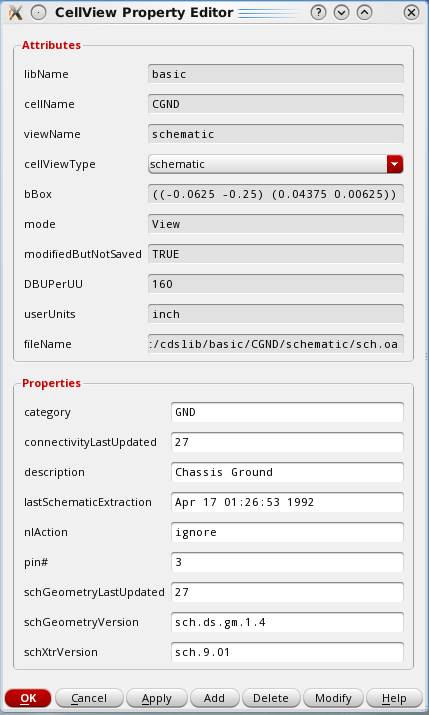 CellView Property Editor
Attributes
libName basic
cellName CGND
viewName schematic
cellViewType schematic
bBox ((-0.0625 -0.25) (0.04375 0.00625))
mode View
modifiedButNotSaved TRUE
DBUPerUU 160
userUnits inch
fileName :/cdslib/basic/CGND/schematic/sch.oa
Properties
category GND
connectivityLastUpdated 27
description Chassis Ground
lastSchematicExtraction Apr 17 01:26:53 1992
nlAction ignore
pin# 3
schGeometryLastUpdated 27
schGeometryVersion sch.ds.gm.1.4
schXtrVersion sch.9.01
OK Cancel Apply Add Delete Modify Help